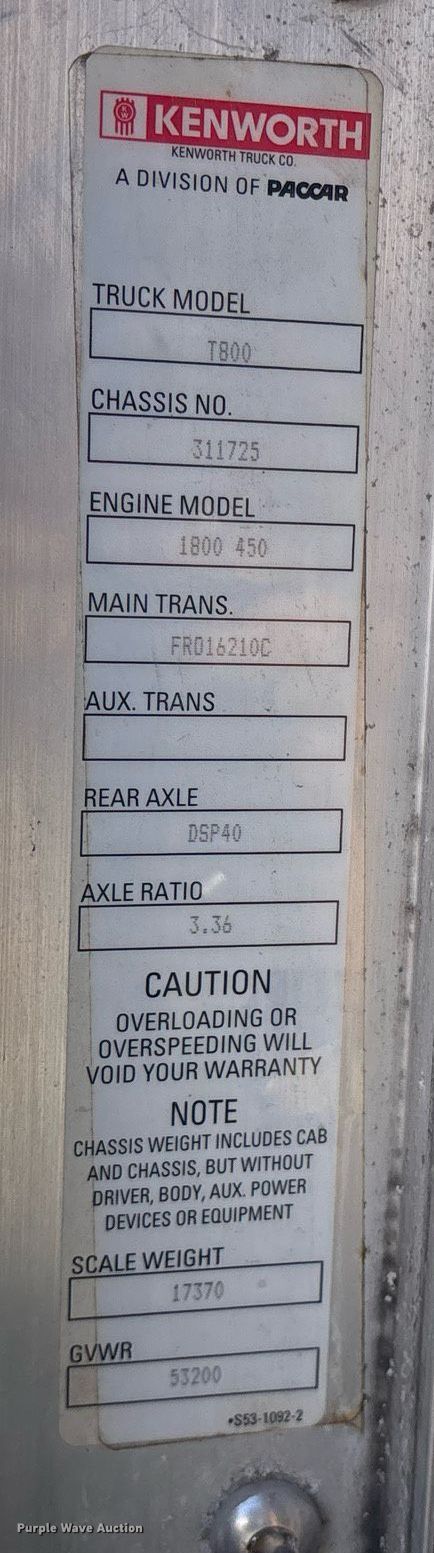 KENWORTH
KENWORTH TRUCK CO.
A DIVISION OF PACCAR
TRUCK MODEL
T800
CHASSIS NO.
311725
ENGINE MODEL
1800 450
MAIN TRANS.
FRO16210C
AUX. TRANS
REAR AXLE
DSP40
AXLE RATIO
3.36
CAUTION
OVERLOADING OR
OVERSPEEDING WILL
VOID YOUR WARRANTY
NOTE
CHASSIS WEIGHT INCLUDES CAB
AND CHASSIS, BUT WITHOUT
DRIVER, BODY, AUX. POWER
DEVICES OR EQUIPMENT
SCALE WEIGHT
17370
GVWR
53200
•S53-1092-2
Purple Wave Auction